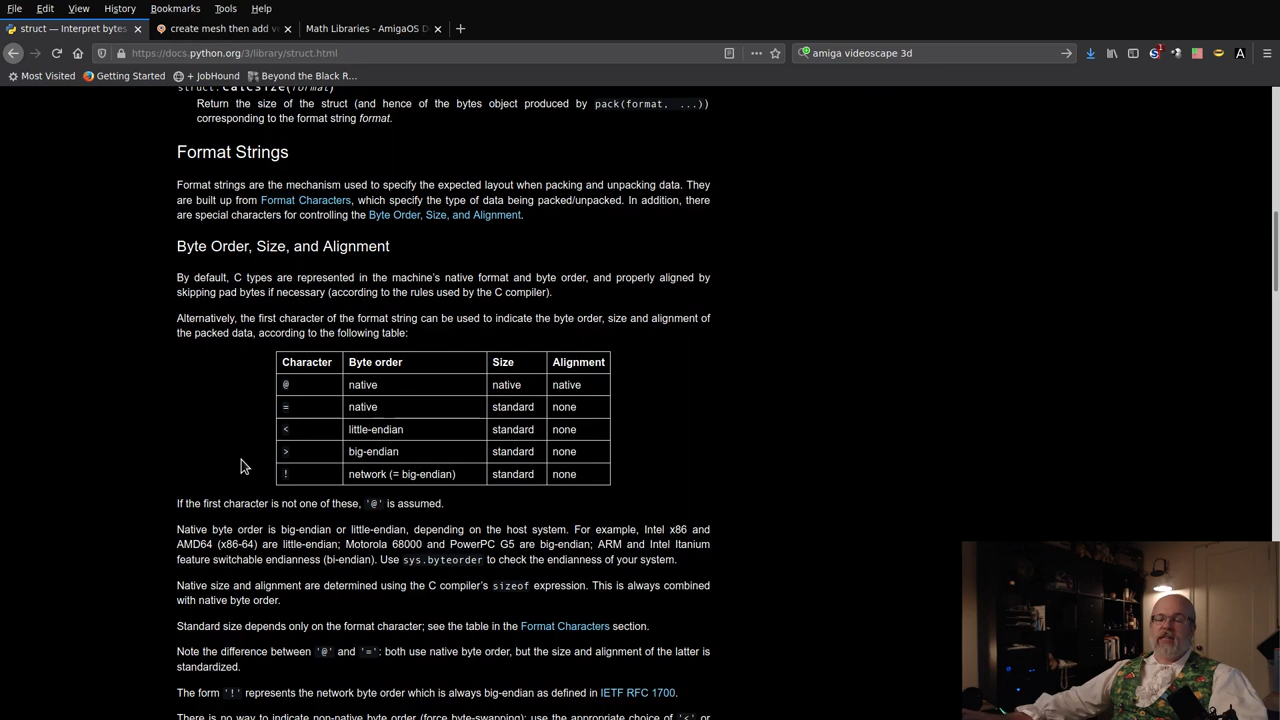 File Edit View History Bookmarks Tools Help
struct — Interpret bytes
create mesh then add ve
Math Libraries - AmigaOS D
https://docs.python.org/3/library/struct.html
amiga videoscape 3d
1
A
Most Visited
Getting Started
+ JobHound
Beyond the Black R...
struct.calcsize(format)
Return the size of the struct (and hence of the bytes object produced by pack(format, ...))
corresponding to the format string format.
Format Strings
Format strings are the mechanism used to specify the expected layout when packing and unpacking data. They
are built up from Format Characters, which specify the type of data being packed/unpacked. In addition, there
are special characters for controlling the Byte Order, Size, and Alignment.
Byte Order, Size, and Alignment
By default, C types are represented in the machine's native format and byte order, and properly aligned by
skipping pad bytes if necessary (according to the rules used by the C compiler).
Alternatively, the first character of the format string can be used to indicate the byte order, size and alignment of
the packed data, according to the following table:
Character Byte order Size Alignment
@ native native native
= native standard none
< little-endian standard none
> big-endian standard none
! network (= big-endian) standard none
If the first character is not one of these, '@' is assumed.
Native byte order is big-endian or little-endian, depending on the host system. For example, Intel x86 and
AMD64 (x86-64) are little-endian; Motorola 68000 and PowerPC G5 are big-endian; ARM and Intel Itanium
feature switchable endianness (bi-endian). Use sys.byteorder to check the endianness of your system.
Native size and alignment are determined using the C compiler's sizeof expression. This is always combined
with native byte order.
Standard size depends only on the format character; see the table in the Format Characters section.
Note the difference between '@' and '=': both use native byte order, but the size and alignment of the latter is
standardized.
The form '!' represents the network byte order which is always big-endian as defined in IETF RFC 1700.
There is no way to indicate non-native byte order (force byte-swapping); use the appropriate choice of '<' or